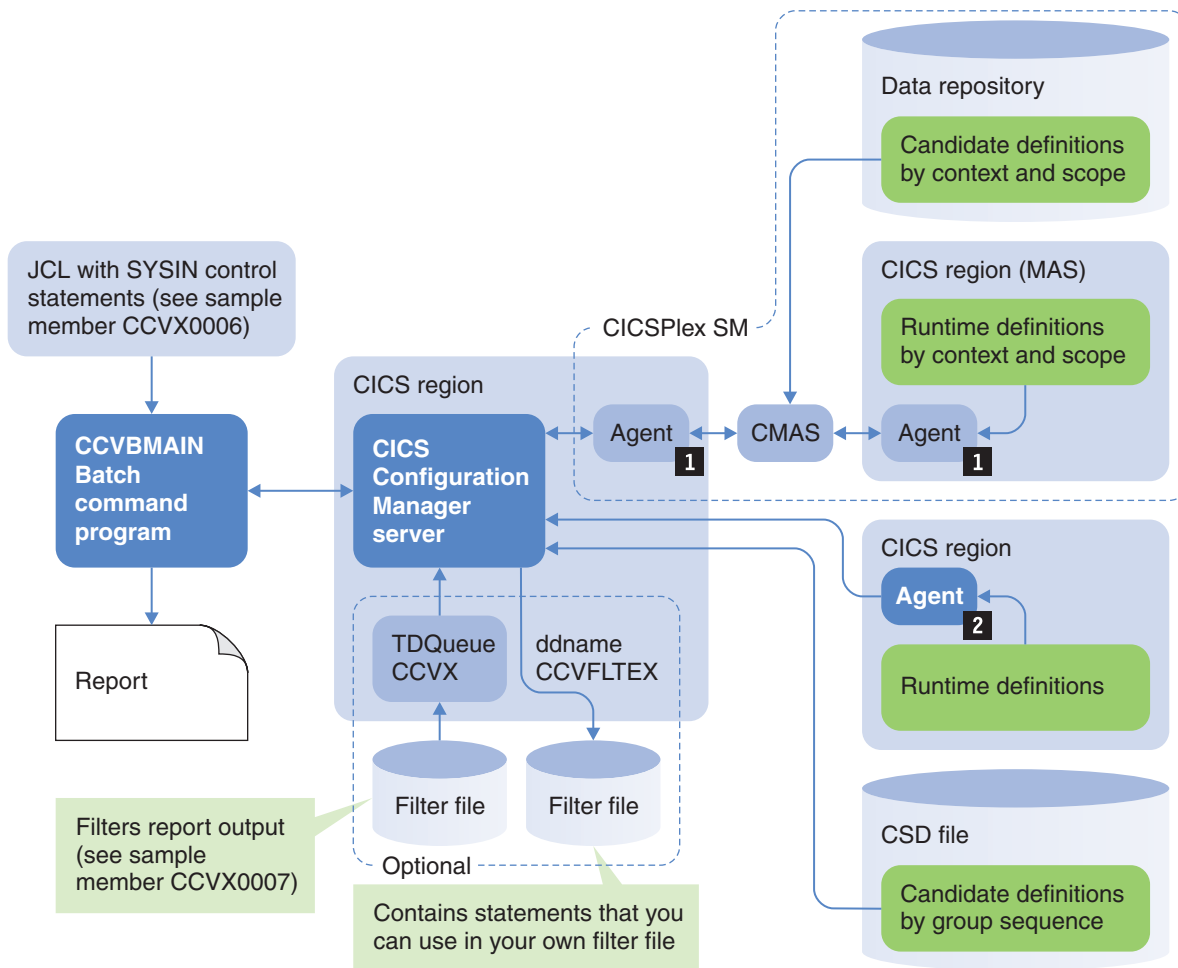 Data repository
Candidate definitions
by context and scope
JCL with SYSIN control
statements (see sample
member CCVX0006)
CICS region (MAS)
Runtime definitions
by context and scope
CICSPlex SM
CICS region
Agent
1
CMAS
Agent
1
CCVBMAIN
Batch
command
program
CICS
Configuration
Manager
server
CICS region
Agent
2
Runtime definitions
TDQueue
CCVX
ddname
CCVFLTEX
Report
Filter file
Filter file
Optional
Filters report output
(see sample
member CCVX0007)
Contains statements that you
can use in your own filter file
CSD file
Candidate definitions
by group sequence